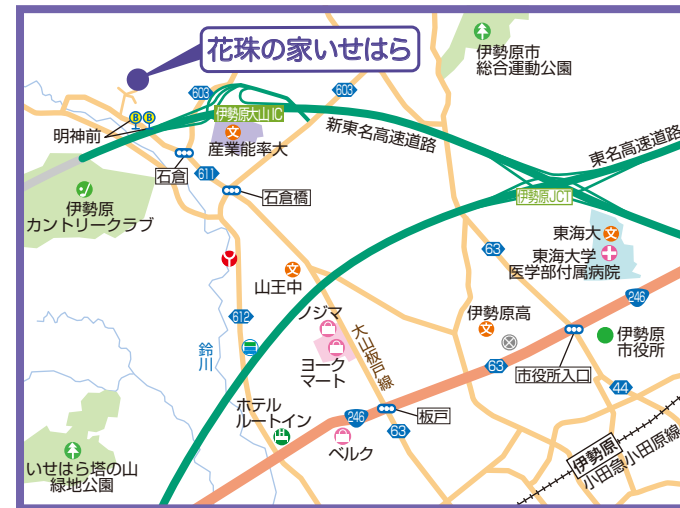 花珠の家いせはら
伊勢原市
総合運動公園
603
603
B
B
明神前
伊勢原大山IC
文
産業能率大
新東名高速道路
東名高速道路
石倉
611
石倉橋
伊勢原JCT
伊勢原
カントリークラブ
63
東海大
文
東海大学
医学部付属病院
文
山王中
246
612
ノジマ
伊勢原高
文
鈴川
ヨーク
マート
大山板戸線
伊勢原
市役所
63
市役所入口
44
ホテル
ルートイン
246
板戸
63
ベルク
伊勢原
小田急小田原線
いせはら塔の山
緑地公園